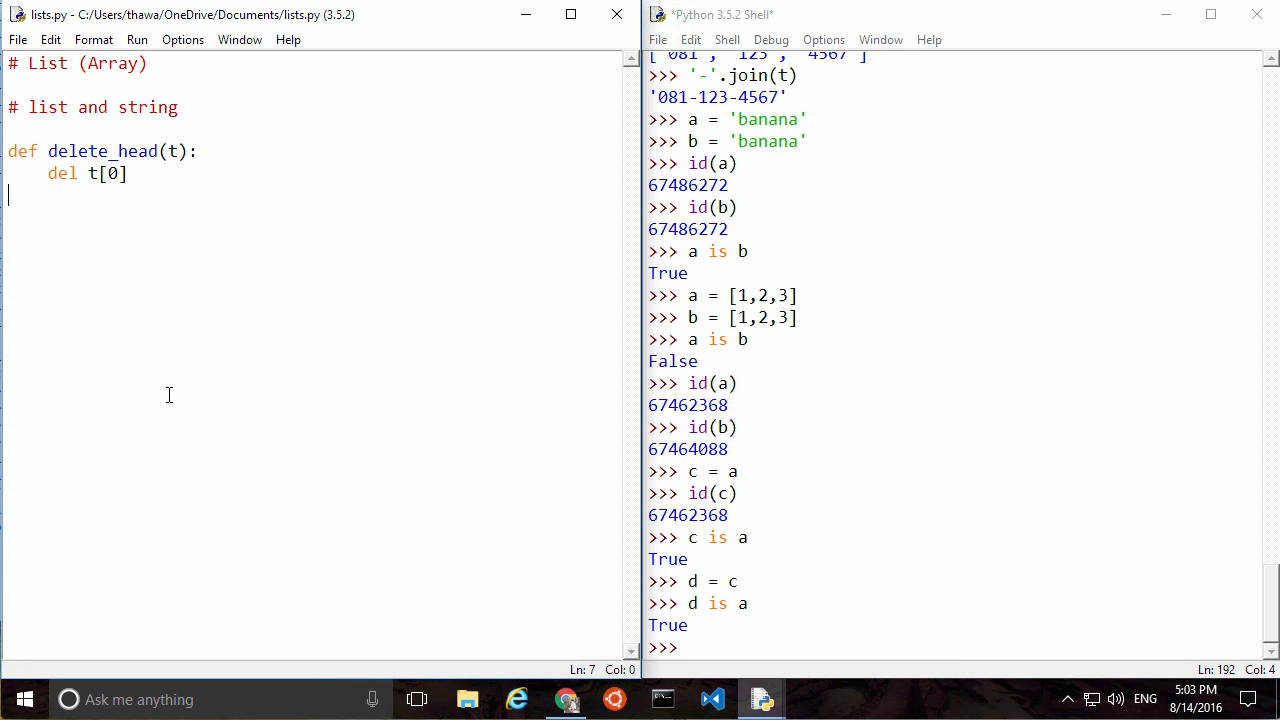 lists.py - C:/Users/thawa/OneDrive/Documents/lists.py (3.5.2)
File Edit Format Run Options Window Help
# List (Array)
# list and string
def delete_head(t):
    del t[0]
Ln: 7 Col: 0
*Python 3.5.2 Shell*
File Edit Shell Debug Options Window Help
['081', '123', '4567']
>>> '-'.join(t)
'081-123-4567'
>>> a = 'banana'
>>> b = 'banana'
>>> id(a)
67486272
>>> id(b)
67486272
>>> a is b
True
>>> a = [1,2,3]
>>> b = [1,2,3]
>>> a is b
False
>>> id(a)
67462368
>>> id(b)
67464088
>>> c = a
>>> id(c)
67462368
>>> c is a
True
>>> d = c
>>> d is a
True
>>>
Ln: 192 Col: 4
Ask me anything
ENG
5:03 PM
8/14/2016